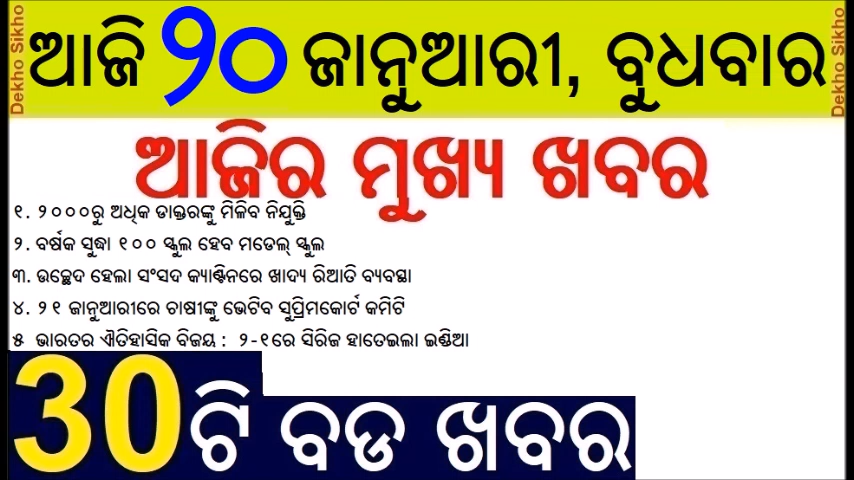 Dekho Sikho
ଆଜି ୨୦ ଜାନୁଆରୀ, ବୁଧବାର
Dekho Sikho
ଆଜିର ମୁଖ୍ୟ ଖବର
୧. ୨୦୦୦ରୁ ଅଧିକ ଡାକ୍ତରଙ୍କୁ ମିଳିବ ନିଯୁକ୍ତି
୨. ବର୍ଷକ ସୁଦ୍ଧା ୧୦୦ ସ୍କୁଲ ହେବ ମଡେଲ୍ ସ୍କୁଲ
୩. ଉଚ୍ଛେଦ ହେଲା ସଂସଦ କ୍ୟାଣ୍ଟିନରେ ଖାଦ୍ୟ ରିଆତି ବ୍ୟବସ୍ଥା
୪. ୨୧ ଜାନୁଆରୀରେ ଚାଷୀଙ୍କୁ ଭେଟିବ ସୁପ୍ରିମକୋର୍ଟ କମିଟି
୫ ଭାରତର ଐତିହାସିକ ବିଜୟ : ୨-୧ରେ ସିରିଜ ହାତେଇଲା ଇଣ୍ଡିଆ
30ଟି ବଡ ଖବର